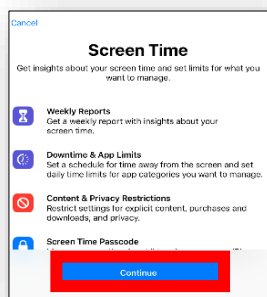 Cancel
Screen Time
Get insights about your screen time and set limits for what you
want to manage.
Weekly Reports
Get a weekly report with insights about your
screen time.
Downtime & App Limits
Set a schedule for time away from the screen and set
daily time limits for app categories you want to manage.
Content & Privacy Restrictions
Restrict settings for explicit content, purchases and
downloads, and privacy.
Screen Time Passcode
Continue